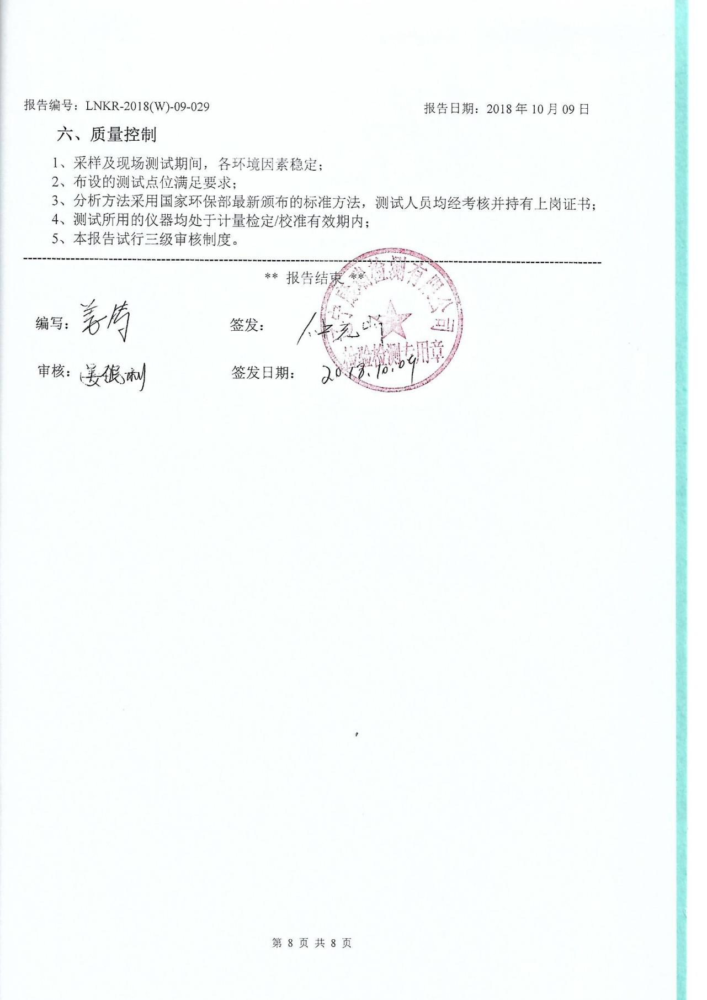 报告编号：LNKR-2018(W)-09-029
报告日期：2018 年 10 月 09 日
六、质量控制
1、采样及现场测试期间，各环境因素稳定；
2、布设的测试点位满足要求；
3、分析方法采用国家环保部最新颁布的标准方法，测试人员均经考核并持有上岗证书；
4、测试所用的仪器均处于计量检定/校准有效期内；
5、本报告试行三级审核制度。
** 报告结束 **
检测有限公司
检验检测专用章
编写：
签发：
审核：
签发日期： 2018.10.09
第 8 页 共 8 页